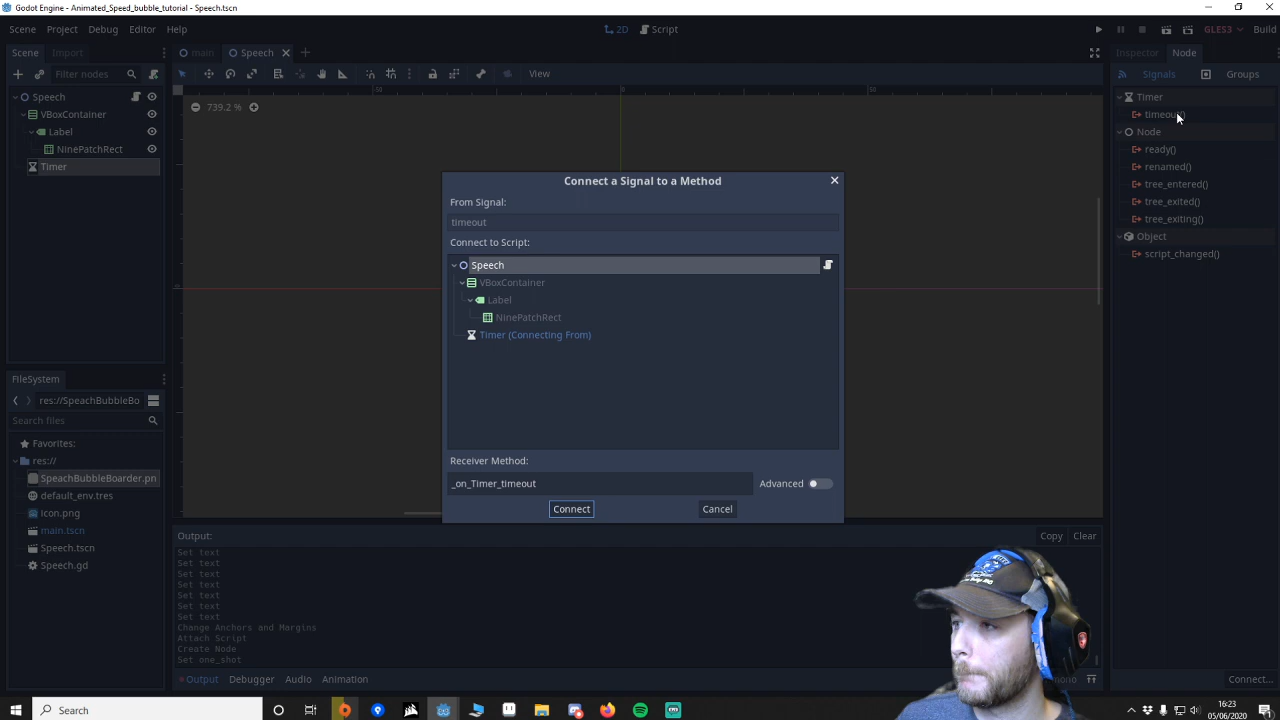 Godot Engine - Animated_Speed_bubble_tutorial - Speech.tscn
Scene Project Debug Editor Help
2D Script
GLES3 Build
Scene Import
main Speech
Inspector Node
Filter nodes
View
Signals Groups
Speech
VBoxContainer
Label
NinePatchRect
Timer
739.2 %
50
Timer
timeout()
Node
ready()
renamed()
tree_entered()
tree_exited()
tree_exiting()
Object
script_changed()
Connect a Signal to a Method
From Signal:
timeout
Connect to Script:
Speech
VBoxContainer
Label
NinePatchRect
Timer (Connecting From)
Receiver Method:
_on_Timer_timeout
Advanced
Connect Cancel
FileSystem
res://SpeachBubbleBo
Search files
Favorites:
res://
SpeachBubbleBoarder.pn
default_env.tres
icon.png
main.tscn
Speech.tscn
Speech.gd
Output:
Copy Clear
Set text
Set text
Set text
Set text
Set text
Set text
Set text
Change Anchors and Margins
Attach Script
Create Node
Set one_shot
Output Debugger Audio Animation
Connect...
Search
16:23
05/06/2020